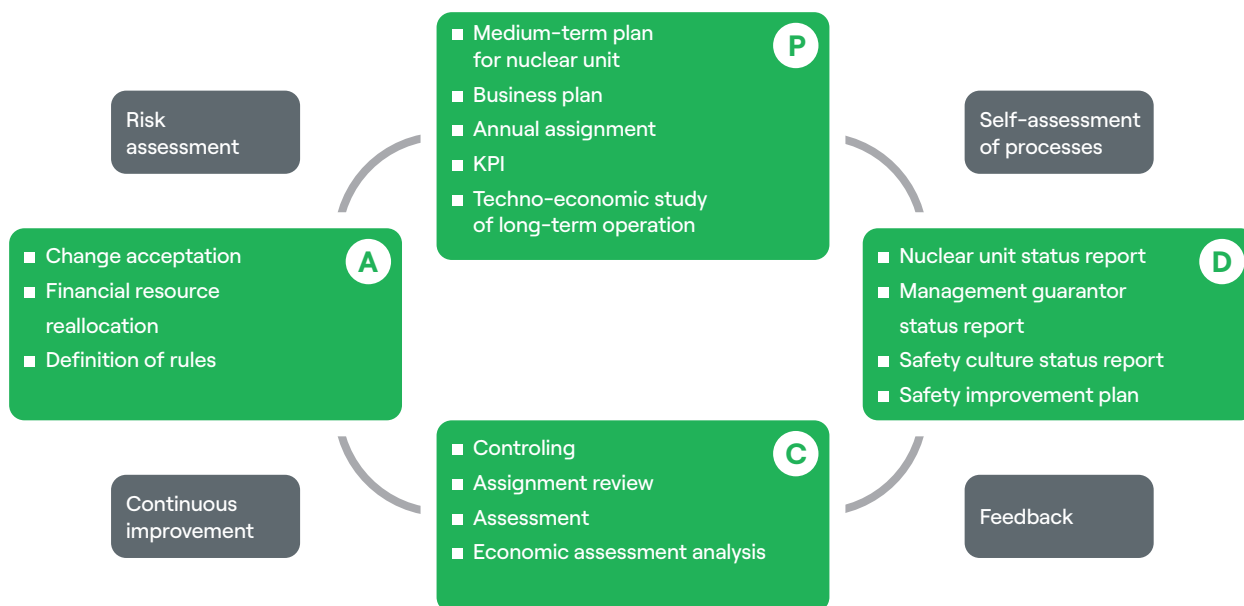 Medium-term plan
for nuclear unit
Business plan
Annual assignment
KPI
Techno-economic study
of long-term operation
P
Risk
assessment
Self-assessment
of processes
Change acceptation
Financial resource
reallocation
Definition of rules
A
Nuclear unit status report
Management guarantor
status report
Safety culture status report
Safety improvement plan
D
Controling
Assignment review
Assessment
Economic assessment analysis
C
Continuous
improvement
Feedback